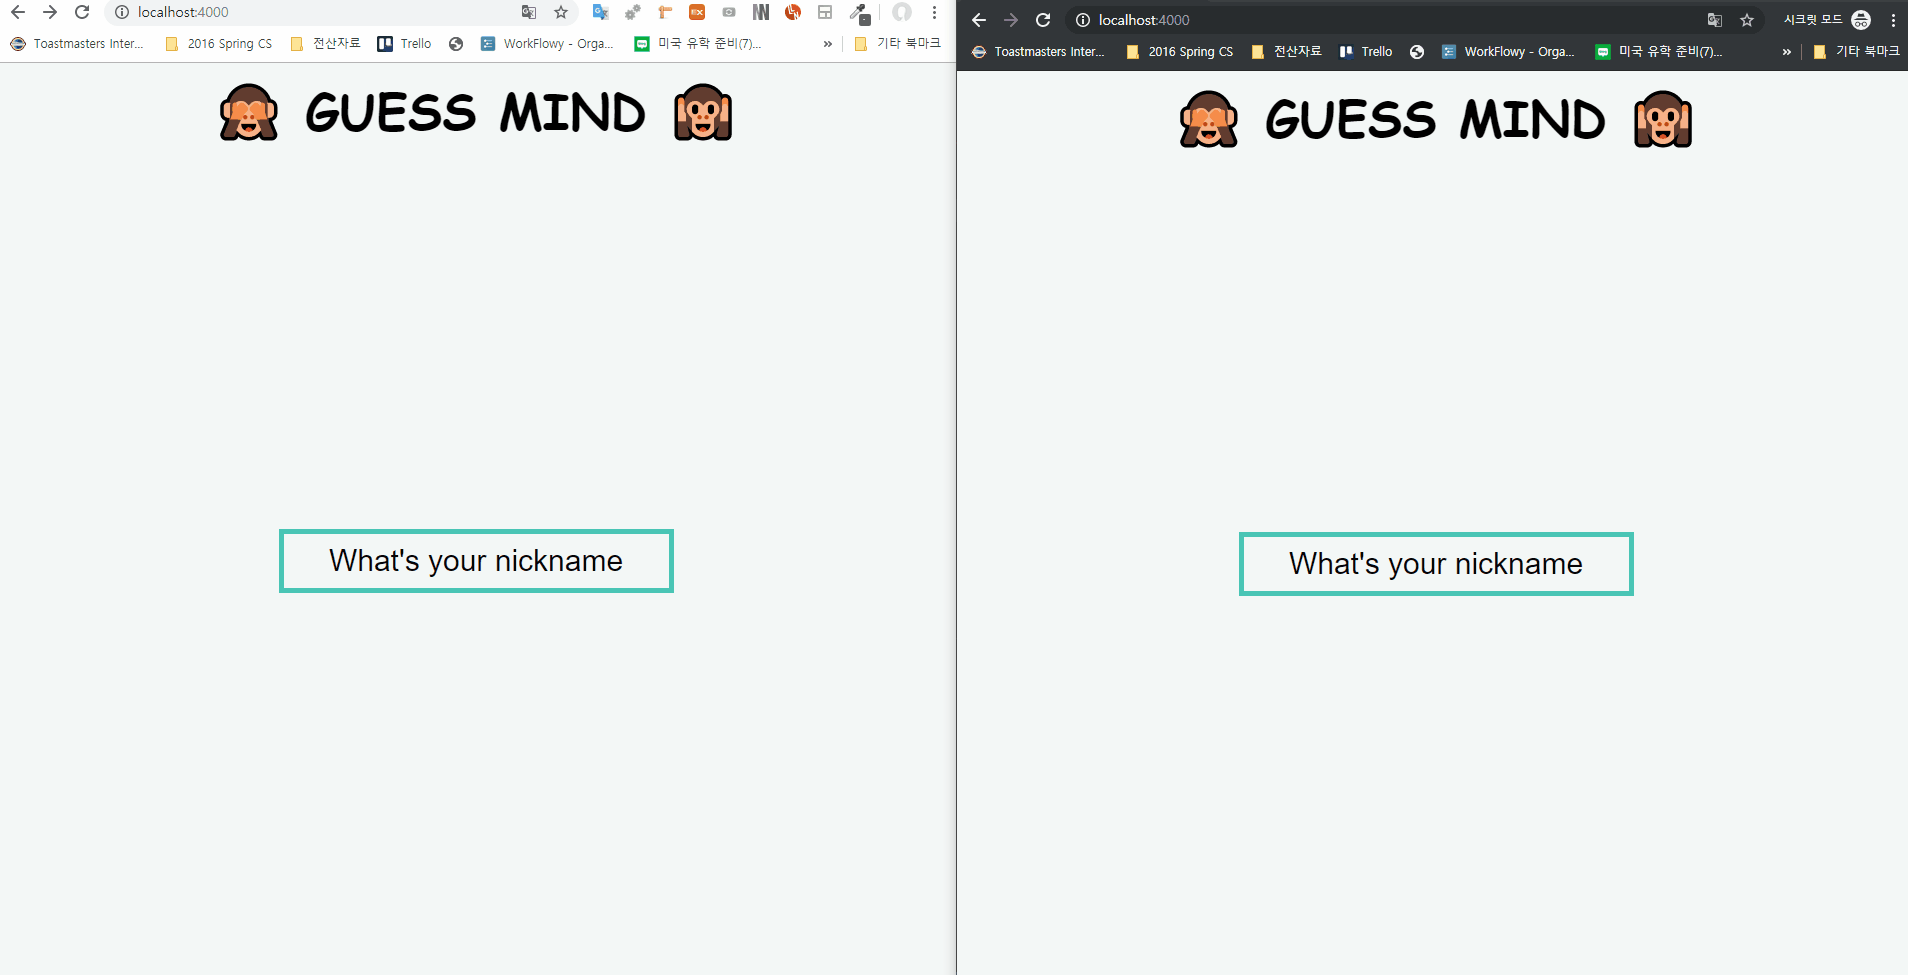 localhost:4000
Toastmasters Inter...
2016 Spring CS
전산자료
Trello
WorkFlowy - Orga...
미국 유학 준비(7)...
»
기타 북마크
GUESS MIND
What's your nickname
localhost:4000
시크릿 모드
Toastmasters Inter...
2016 Spring CS
전산자료
Trello
WorkFlowy - Orga...
미국 유학 준비(7)...
»
기타 북마크
GUESS MIND
What's your nickname